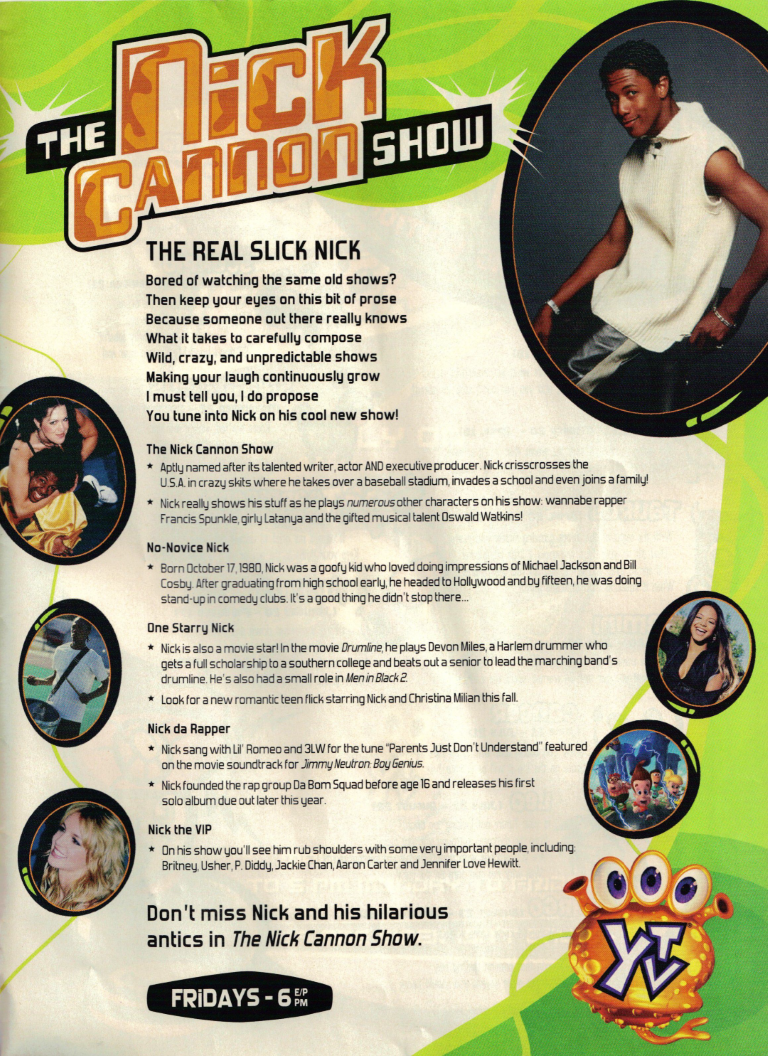 THE NiCK CANNON SHOW
THE REAL SLICK NICK
Bored of watching the same old shows?
Then keep your eyes on this bit of prose
Because someone out there really knows
What it takes to carefully compose
Wild, crazy, and unpredictable shows
Making your laugh continuously grow
I must tell you, I do propose
You tune into Nick on his cool new show!
The Nick Cannon Show
★ Aptly named after its talented writer, actor AND executive producer. Nick crisscrosses the
U.S.A. in crazy skits where he takes over a baseball stadium, invades a school and even joins a family!
★ Nick really shows his stuff as he plays numerous other characters on his show: wannabe rapper
Francis Spunkle, girly Latanya and the gifted musical talent Oswald Watkins!
No-Novice Nick
★ Born October 17, 1980, Nick was a goofy kid who loved doing impressions of Michael Jackson and Bill
Cosby. After graduating from high school early, he headed to Hollywood and by fifteen, he was doing
stand-up in comedy clubs. It's a good thing he didn't stop there...
One Starry Nick
★ Nick is also a movie star! In the movie Drumline, he plays Devon Miles, a Harlem drummer who
gets a full scholarship to a southern college and beats out a senior to lead the marching band's
drumline. He's also had a small role in Men in Black 2.
★ Look for a new romantic teen flick starring Nick and Christina Milian this fall.
Nick da Rapper
★ Nick sang with Lil' Romeo and 3LW for the tune "Parents Just Don't Understand" featured
on the movie soundtrack for Jimmy Neutron: Boy Genius.
★ Nick founded the rap group Da Bom Squad before age 16 and releases his first
solo album due out later this year.
Nick the VIP
★ On his show you'll see him rub shoulders with some very important people, including:
Britney, Usher, P. Diddy, Jackie Chan, Aaron Carter and Jennifer Love Hewitt.
Don't miss Nick and his hilarious
antics in The Nick Cannon Show.
FRiDAYS - 6 E/P PM
YTV